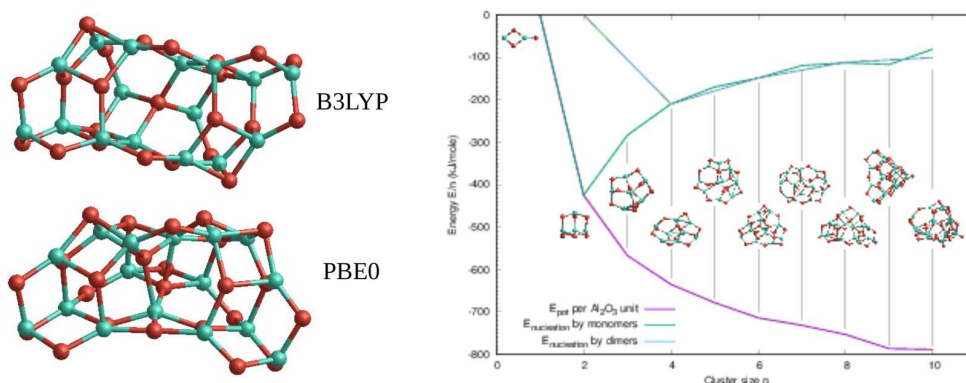 B3LYP
PBE0
Energy E/n (kJ/mole)
0
-100
-200
-300
-400
-500
-600
-700
-800
E_pot per Al₂O₃ unit
E_nucleation by monomers
E_nucleation by dimers
0 2 4 6 8 10
Cluster size n